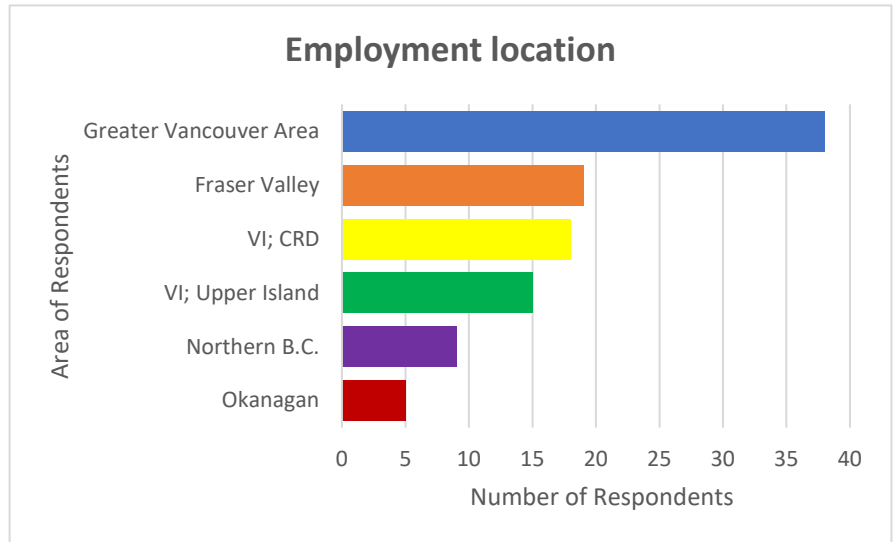 Employment location
Area of Respondents
Greater Vancouver Area
Fraser Valley
VI; CRD
VI; Upper Island
Northern B.C.
Okanagan
0 5 10 15 20 25 30 35 40
Number of Respondents